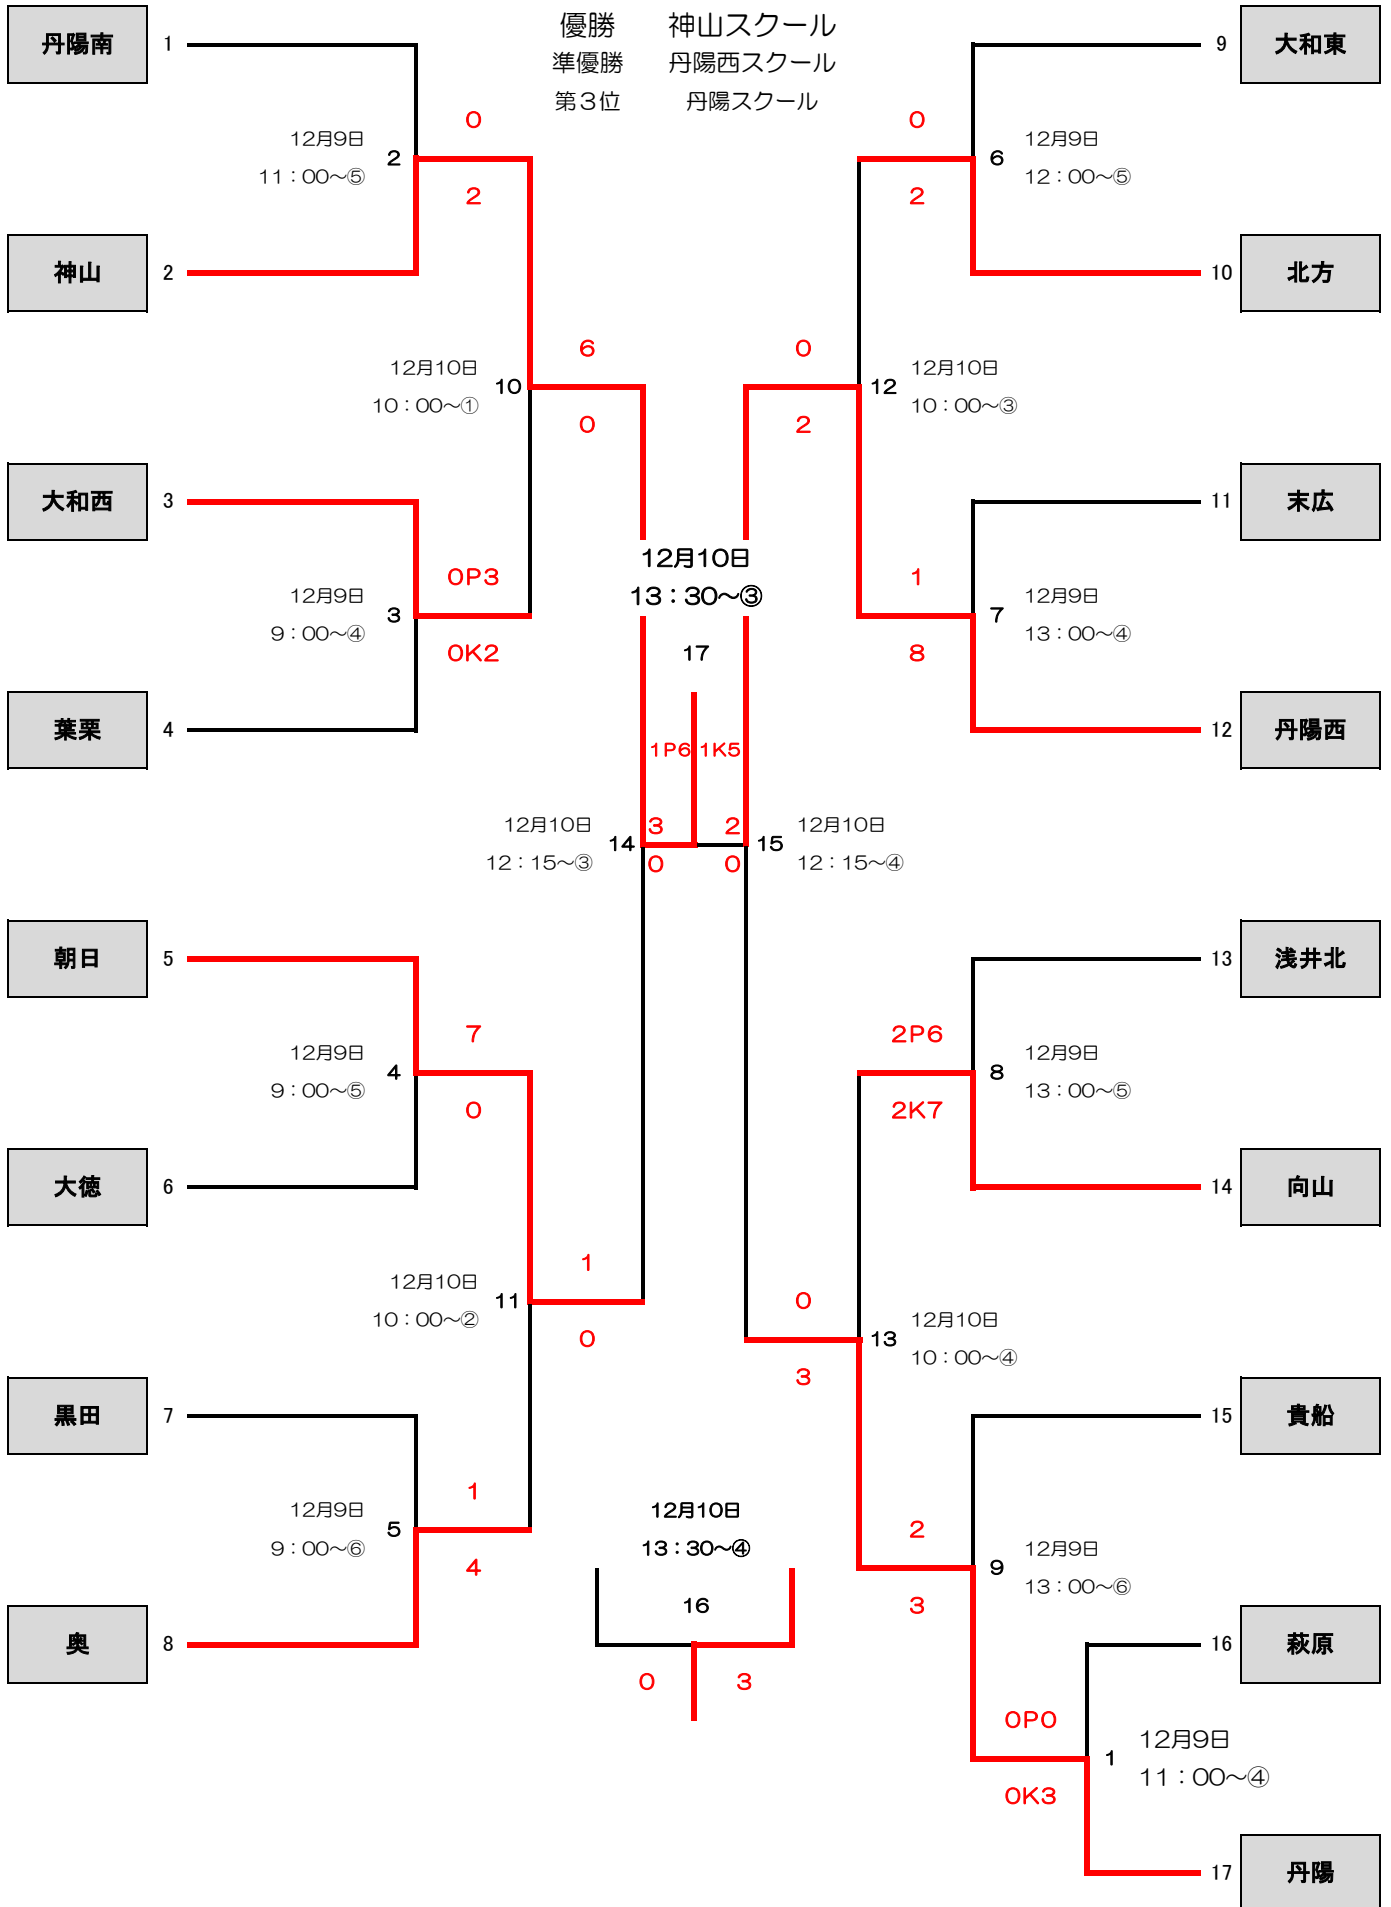 優勝 神山スクール
準優勝 丹陽西スクール
第3位 丹陽スクール
丹陽南 1
12月9日
2
11：00～⑤
0
2
神山 2
12月10日
10
10：00～①
6
0
大和西 3
12月9日
3
9：00～④
0P3
0K2
葉栗 4
12月10日
14
12：15～③
3
0
朝日 5
12月9日
4
9：00～⑤
7
0
大徳 6
12月10日
11
10：00～②
1
0
黒田 7
12月9日
5
9：00～⑥
1
4
奥 8
12月10日
13：30～③
17
1P6 1K5
12月10日
13：30～④
16
0 3
9 大和東
0
2
6
12月9日
12：00～⑤
10 北方
0
2
12
12月10日
10：00～③
11 末広
1
8
7
12月9日
13：00～④
12 丹陽西
2
0
15
12月10日
12：15～④
13 浅井北
2P6
2K7
8
12月9日
13：00～⑤
14 向山
0
3
13
12月10日
10：00～④
15 貴船
2
3
9
12月9日
13：00～⑥
16 萩原
0P0
0K3
1
12月9日
11：00～④
17 丹陽